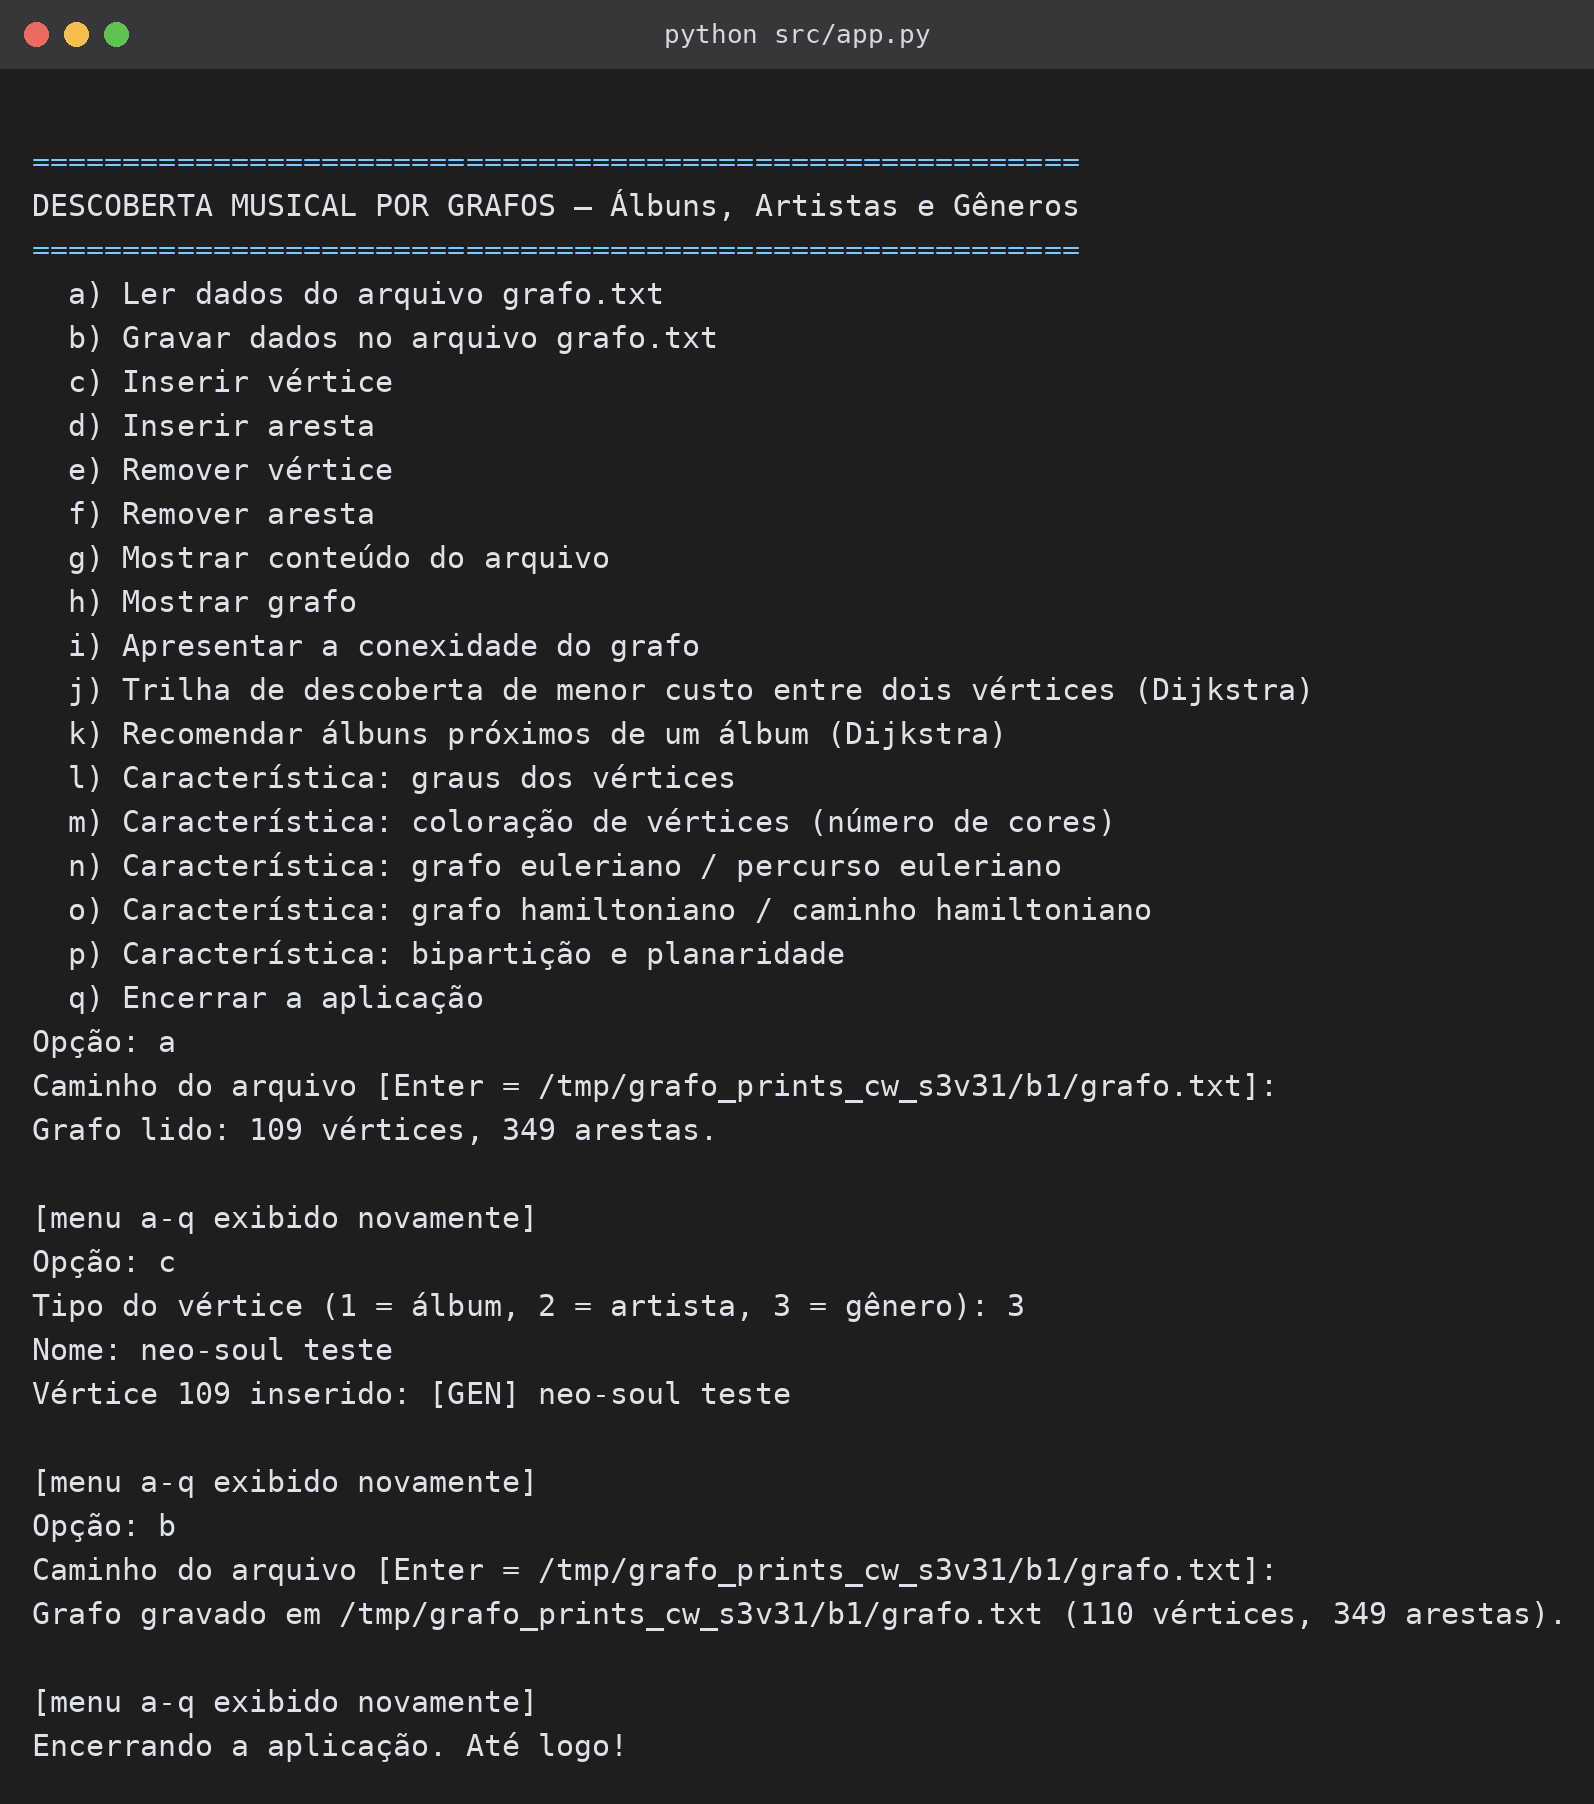 python src/app.py
==========================================================
DESCOBERTA MUSICAL POR GRAFOS — Álbuns, Artistas e Gêneros
==========================================================
  a) Ler dados do arquivo grafo.txt
  b) Gravar dados no arquivo grafo.txt
  c) Inserir vértice
  d) Inserir aresta
  e) Remover vértice
  f) Remover aresta
  g) Mostrar conteúdo do arquivo
  h) Mostrar grafo
  i) Apresentar a conexidade do grafo
  j) Trilha de descoberta de menor custo entre dois vértices (Dijkstra)
  k) Recomendar álbuns próximos de um álbum (Dijkstra)
  l) Característica: graus dos vértices
  m) Característica: coloração de vértices (número de cores)
  n) Característica: grafo euleriano / percurso euleriano
  o) Característica: grafo hamiltoniano / caminho hamiltoniano
  p) Característica: bipartição e planaridade
  q) Encerrar a aplicação
Opção: a
Caminho do arquivo [Enter = /tmp/grafo_prints_cw_s3v31/b1/grafo.txt]:
Grafo lido: 109 vértices, 349 arestas.
[menu a-q exibido novamente]
Opção: c
Tipo do vértice (1 = álbum, 2 = artista, 3 = gênero): 3
Nome: neo-soul teste
Vértice 109 inserido: [GEN] neo-soul teste
[menu a-q exibido novamente]
Opção: b
Caminho do arquivo [Enter = /tmp/grafo_prints_cw_s3v31/b1/grafo.txt]:
Grafo gravado em /tmp/grafo_prints_cw_s3v31/b1/grafo.txt (110 vértices, 349 arestas).
[menu a-q exibido novamente]
Encerrando a aplicação. Até logo!